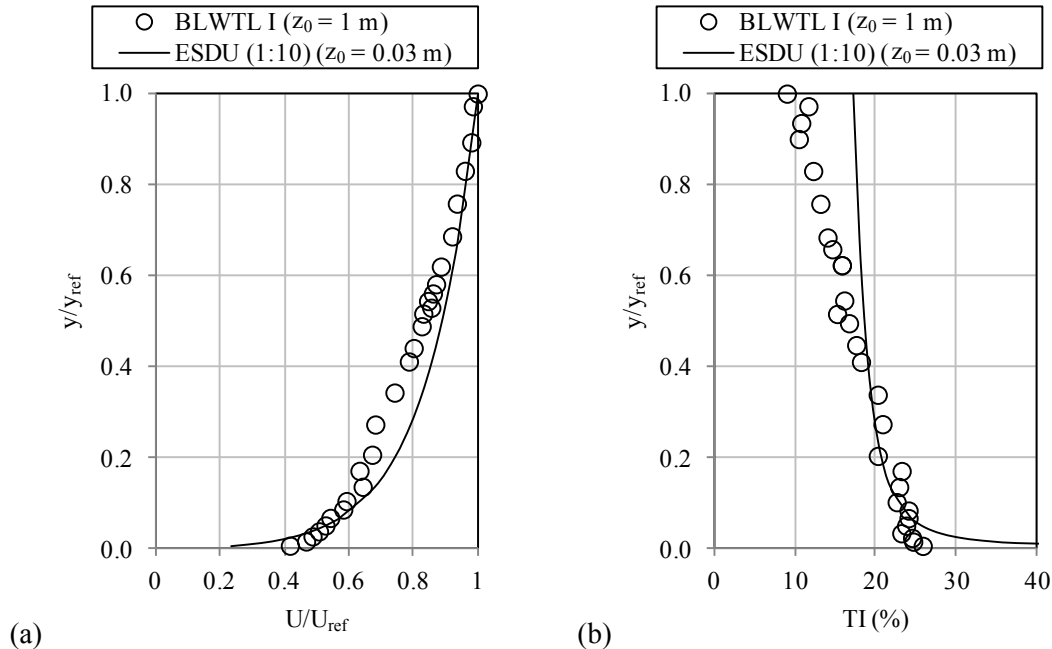 BLWTL I (z0 = 1 m)
ESDU (1:10) (z0 = 0.03 m)
1.0
0.8
0.6
0.4
0.2
0.0
y/yref
0 0.2 0.4 0.6 0.8 1
U/Uref
(a)
BLWTL I (z0 = 1 m)
ESDU (1:10) (z0 = 0.03 m)
1.0
0.8
0.6
0.4
0.2
0.0
y/yref
0 10 20 30 40
TI (%)
(b)